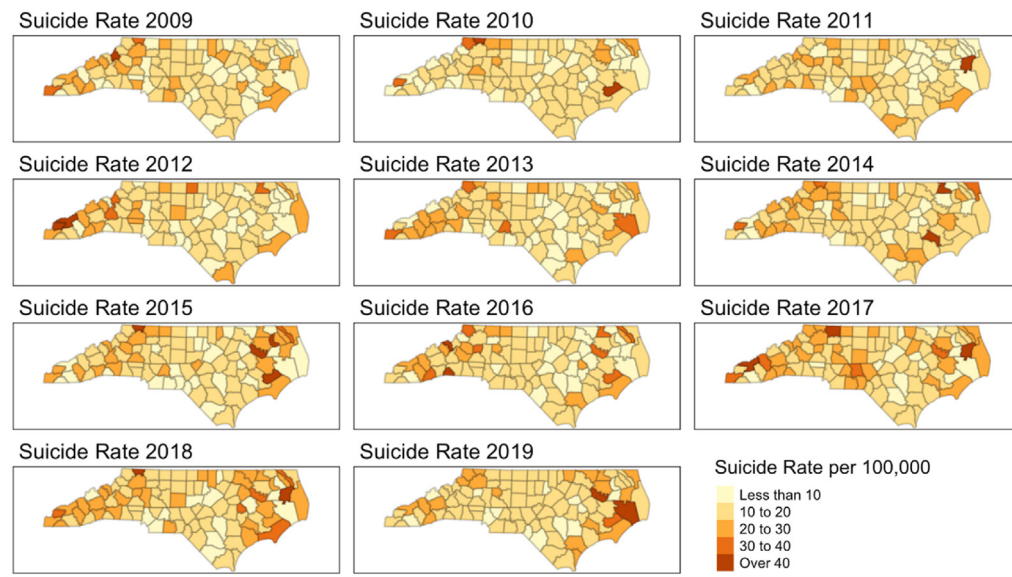 Suicide Rate 2009
Suicide Rate 2010
Suicide Rate 2011
Suicide Rate 2012
Suicide Rate 2013
Suicide Rate 2014
Suicide Rate 2015
Suicide Rate 2016
Suicide Rate 2017
Suicide Rate 2018
Suicide Rate 2019
Suicide Rate per 100,000
Less than 10
10 to 20
20 to 30
30 to 40
Over 40